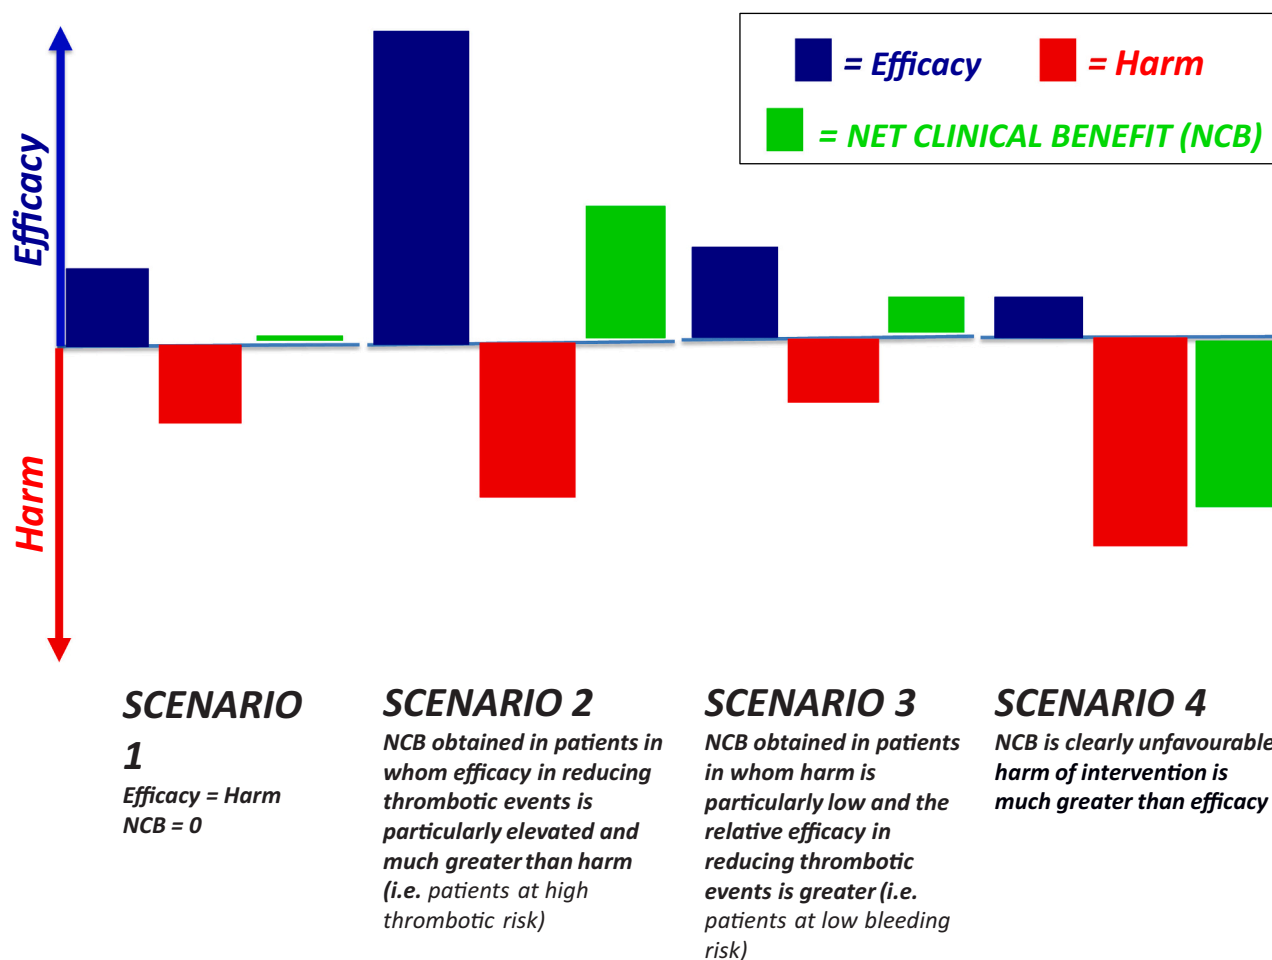 = Efficacy
= Harm
= NET CLINICAL BENEFIT (NCB)
Efficacy
Harm
SCENARIO
1
Efficacy = Harm
NCB = 0
SCENARIO 2
NCB obtained in patients in
whom efficacy in reducing
thrombotic events is
particularly elevated and
much greater than harm
(i.e. patients at high
thrombotic risk)
SCENARIO 3
NCB obtained in patients
in whom harm is
particularly low and the
relative efficacy in
reducing thrombotic
events is greater (i.e.
patients at low bleeding
risk)
SCENARIO 4
NCB is clearly unfavourable
harm of intervention is
much greater than efficacy